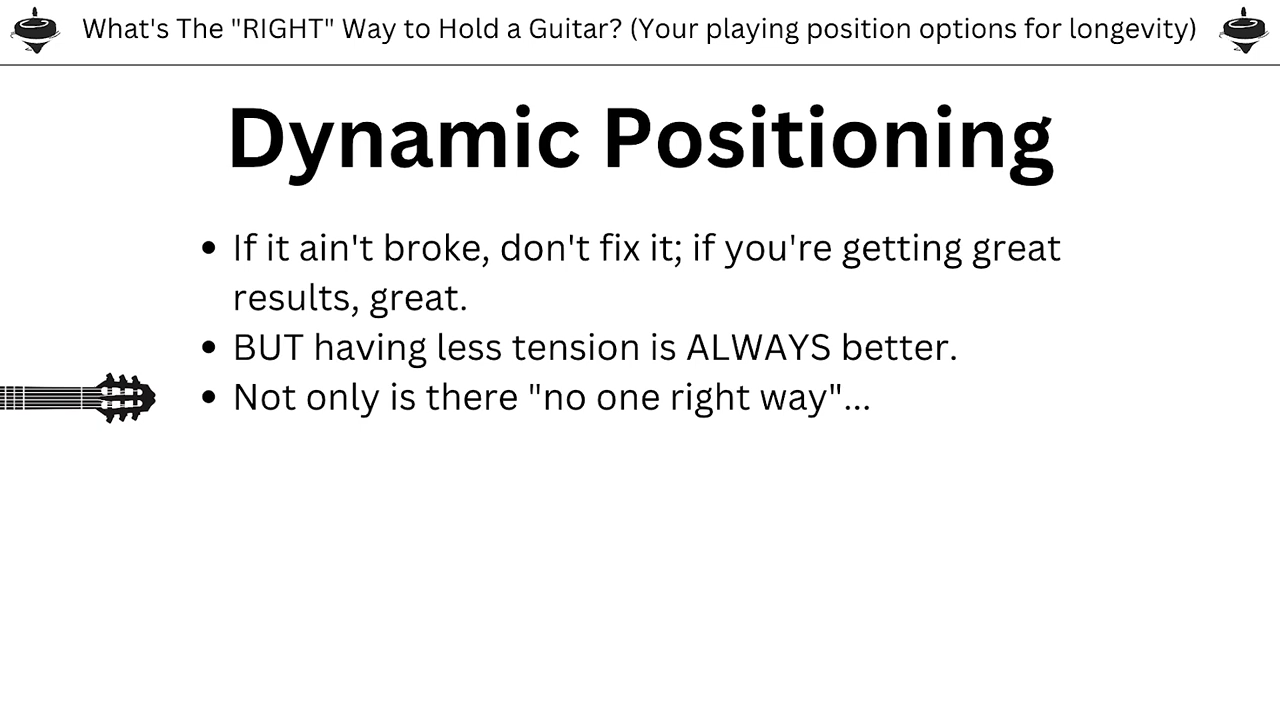 What's The "RIGHT" Way to Hold a Guitar? (Your playing position options for longevity)
Dynamic Positioning
• If it ain't broke, don't fix it; if you're getting great
results, great.
• BUT having less tension is ALWAYS better.
• Not only is there "no one right way"...